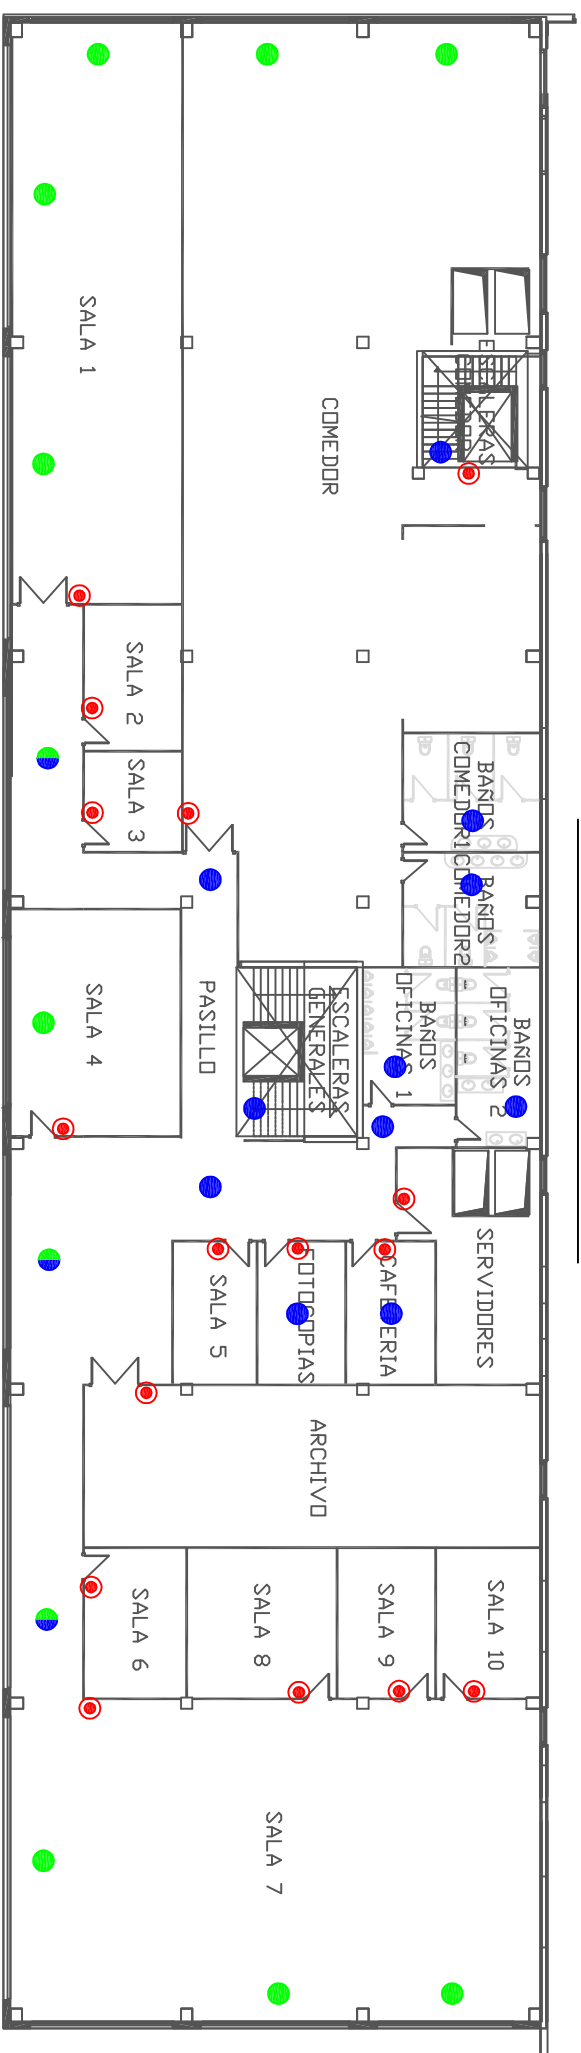 SALA 1
COMEDOR
ESCALERAS
SALA 2
SALA 3
BAÑOS
COMEDOR1
BAÑOS
COMEDOR2
SALA 4
PASILLO
ESCALERAS
GENERALES
BAÑOS
OFICINAS 1
BAÑOS
OFICINAS 2
SERVIDORES
SALA 5
FOTOCOPIAS
CAFETERIA
ARCHIVO
SALA 6
SALA 8
SALA 9
SALA 10
SALA 7